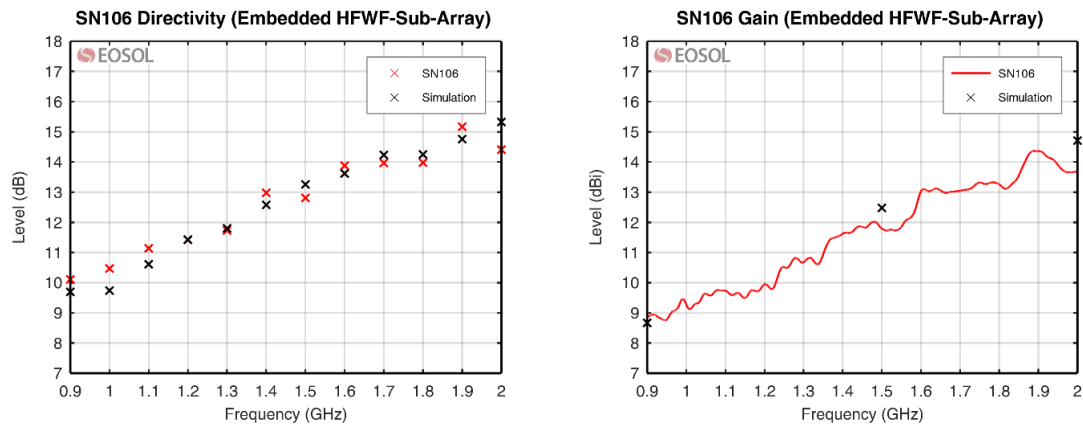 SN106 Directivity (Embedded HFWF-Sub-Array)
18
17
16
15
14
13
12
11
10
9
8
7
Level (dB)
EOSOL
SN106
Simulation
0.9 1 1.1 1.2 1.3 1.4 1.5 1.6 1.7 1.8 1.9 2
Frequency (GHz)
SN106 Gain (Embedded HFWF-Sub-Array)
18
17
16
15
14
13
12
11
10
9
8
7
Level (dBi)
EOSOL
SN106
Simulation
0.9 1 1.1 1.2 1.3 1.4 1.5 1.6 1.7 1.8 1.9 2
Frequency (GHz)